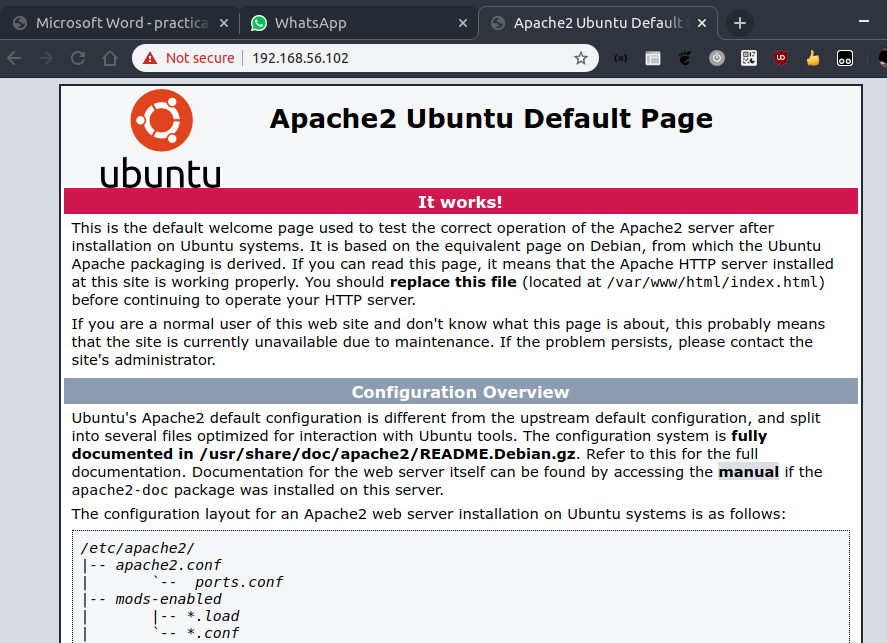 Microsoft Word - practica
WhatsApp
Apache2 Ubuntu Default
Not secure
192.168.56.102
ubuntu
Apache2 Ubuntu Default Page
It works!
This is the default welcome page used to test the correct operation of the Apache2 server after
installation on Ubuntu systems. It is based on the equivalent page on Debian, from which the Ubuntu
Apache packaging is derived. If you can read this page, it means that the Apache HTTP server installed
at this site is working properly. You should replace this file (located at /var/www/html/index.html)
before continuing to operate your HTTP server.
If you are a normal user of this web site and don't know what this page is about, this probably means
that the site is currently unavailable due to maintenance. If the problem persists, please contact the
site's administrator.
Configuration Overview
Ubuntu's Apache2 default configuration is different from the upstream default configuration, and split
into several files optimized for interaction with Ubuntu tools. The configuration system is fully
documented in /usr/share/doc/apache2/README.Debian.gz. Refer to this for the full
documentation. Documentation for the web server itself can be found by accessing the manual if the
apache2-doc package was installed on this server.
The configuration layout for an Apache2 web server installation on Ubuntu systems is as follows:
/etc/apache2/
|-- apache2.conf
|       `--  ports.conf
|-- mods-enabled
|       |-- *.load
|       `-- *.conf